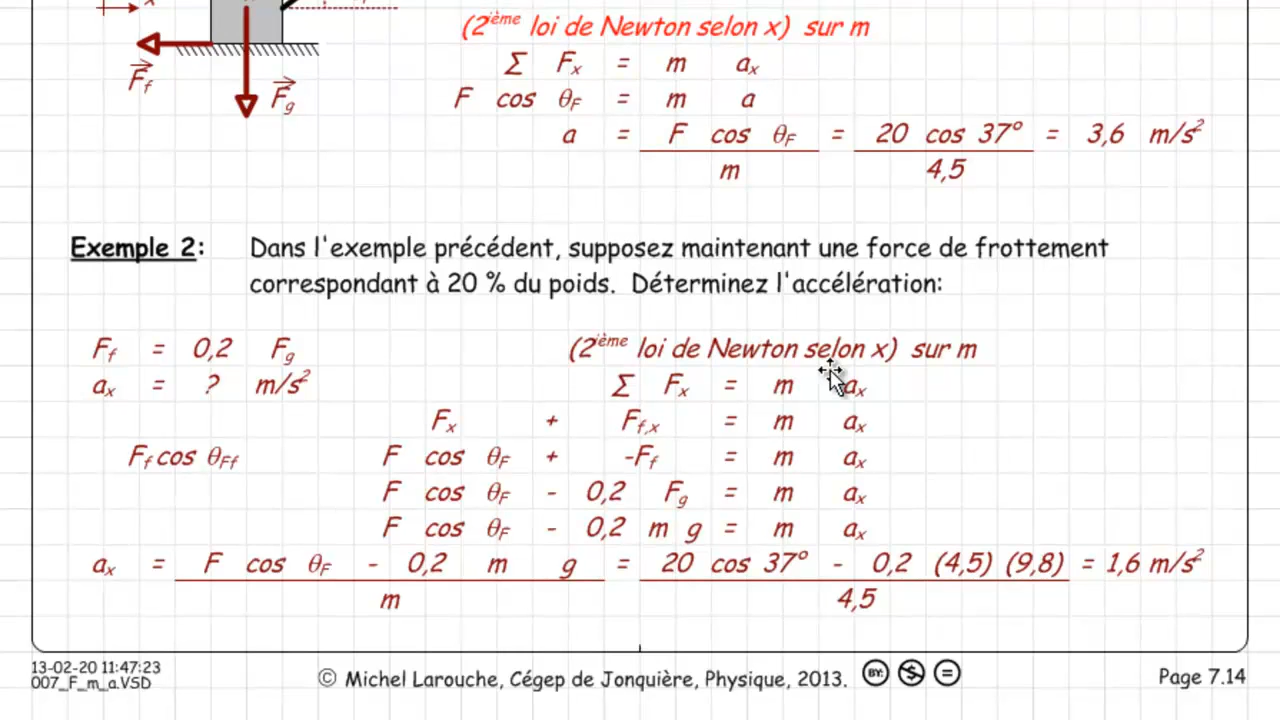 x
(2ième loi de Newton selon x) sur m
Σ Fx = m ax
Ff
Fg
F cos θF = m a
a = F cos θF = 20 cos 37° = 3,6 m/s²
m 4,5
Exemple 2: Dans l'exemple précédent, supposez maintenant une force de frottement
correspondant à 20 % du poids. Déterminez l'accélération:
Ff = 0,2 Fg (2ième loi de Newton selon x) sur m
ax = ? m/s² Σ Fx = m ax
Fx + Ff,x = m ax
Ff cos θFf F cos θF + -Ff = m ax
F cos θF - 0,2 Fg = m ax
F cos θF - 0,2 m g = m ax
ax = F cos θF - 0,2 m g = 20 cos 37° - 0,2 (4,5) (9,8) = 1,6 m/s²
m 4,5
13-02-20 11:47:23
007_F_m_a.VSD
© Michel Larouche, Cégep de Jonquière, Physique, 2013. BY: $ =
Page 7.14